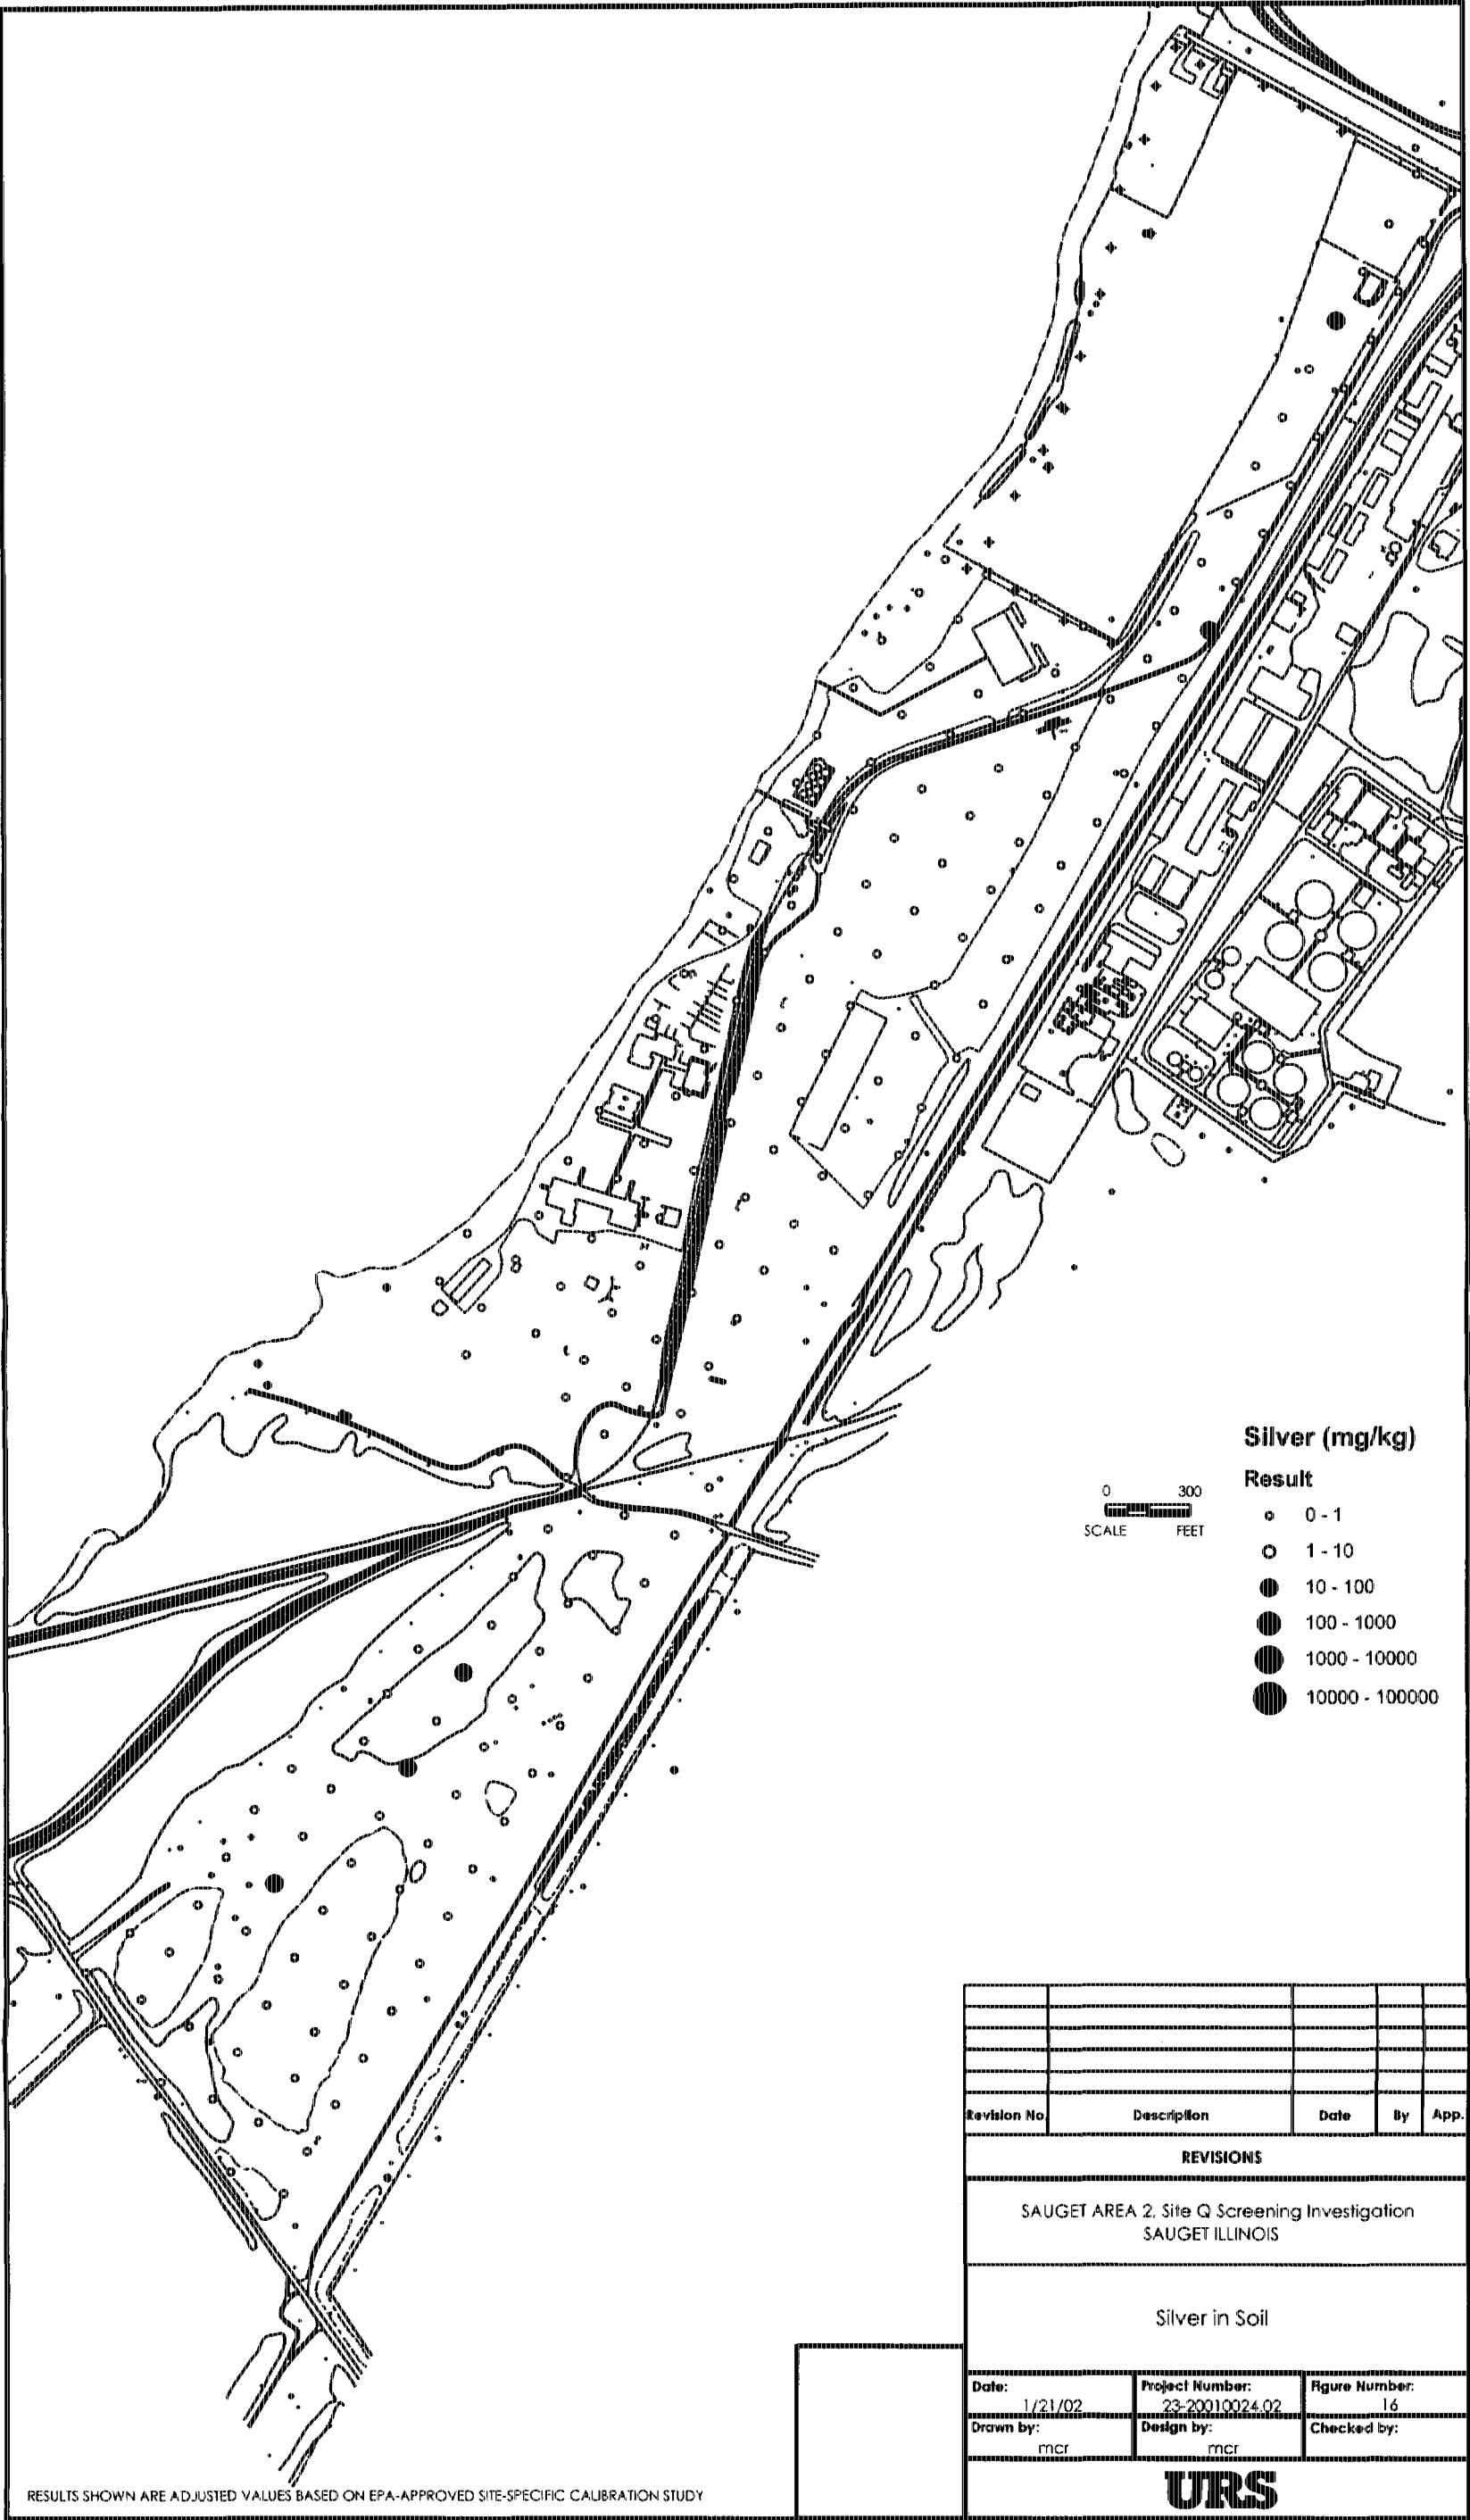 Silver (mg/kg)
Result
0 - 1
1 - 10
10 - 100
100 - 1000
1000 - 10000
10000 - 100000
0 300
SCALE FEET
Revision No. Description Date By App.
REVISIONS
SAUGET AREA 2, Site Q Screening Investigation
SAUGET ILLINOIS
Silver in Soil
Date: Project Number: Figure Number:
1/21/02 23-20010024.02 16
Drawn by: Design by: Checked by:
mcr mcr
URS
RESULTS SHOWN ARE ADJUSTED VALUES BASED ON EPA-APPROVED SITE-SPECIFIC CALIBRATION STUDY